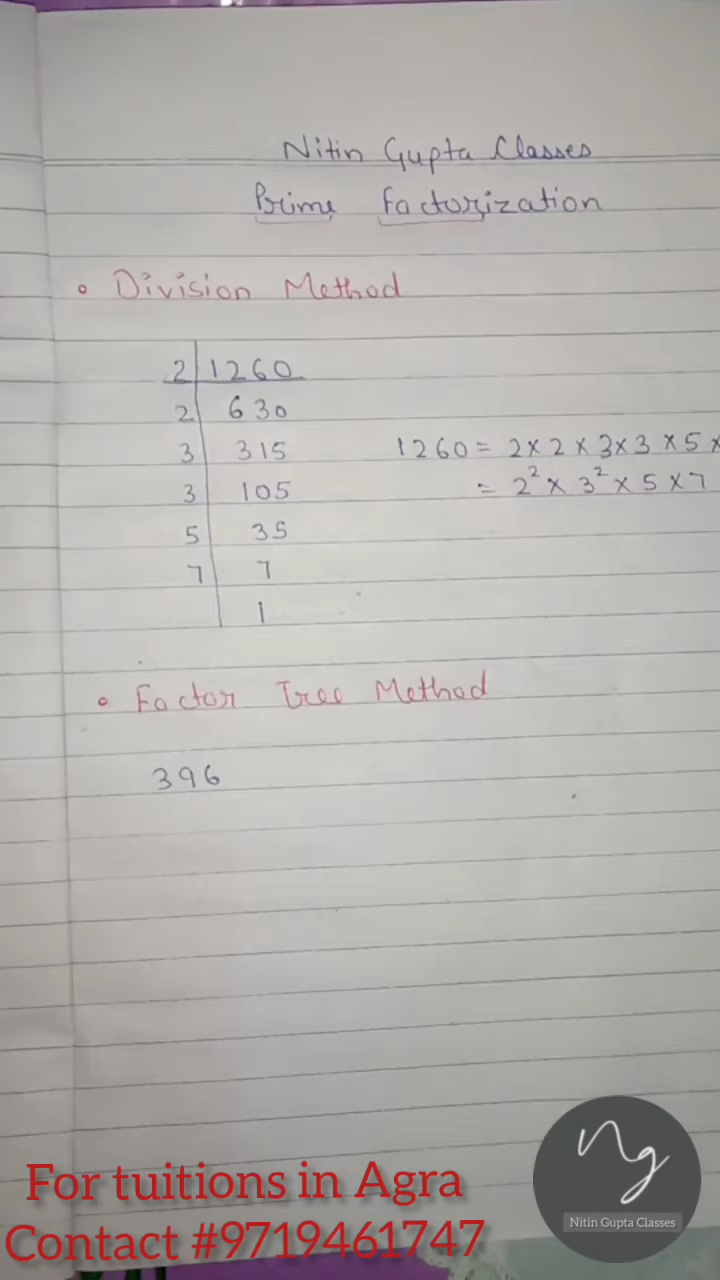 Nitin Gupta Classes
Prime Factorization
• Division Method
2 1260
2 630
3 315
3 105
5 35
7 7
1
1260 = 2 × 2 × 3 × 3 × 5 ×
= 2² × 3² × 5 × 7
• Factor Tree Method
396
ng
Nitin Gupta Classes
For tuitions in Agra
Contact #9719461747